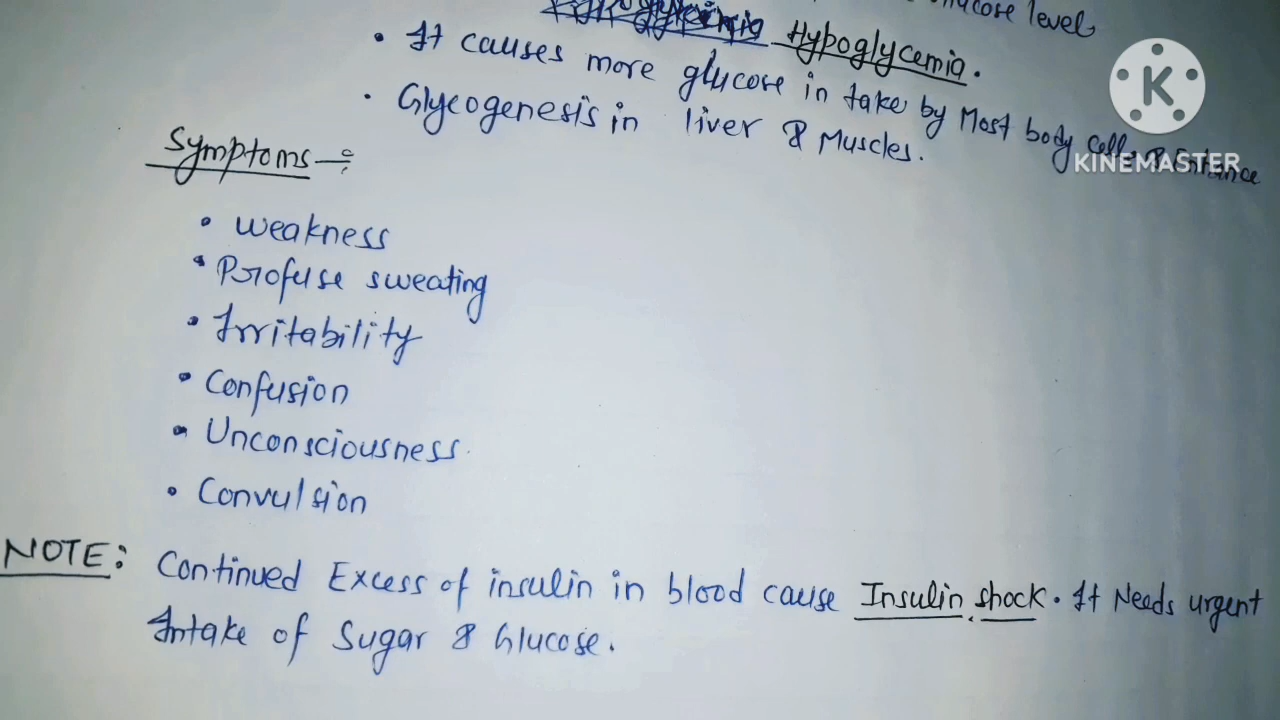 glucose level
Hypoglycemia.
• It causes more glucose in take by Most body cells & Enhance
• Glycogenesis in liver & Muscles.
Symptoms -:
• Weakness
• Profuse sweating
• Irritability
• Confusion
• Unconsciousness.
• Convulsion
NOTE: Continued Excess of insulin in blood cause Insulin shock. It Needs urgent
Intake of Sugar & Glucose.
K
KINEMASTER